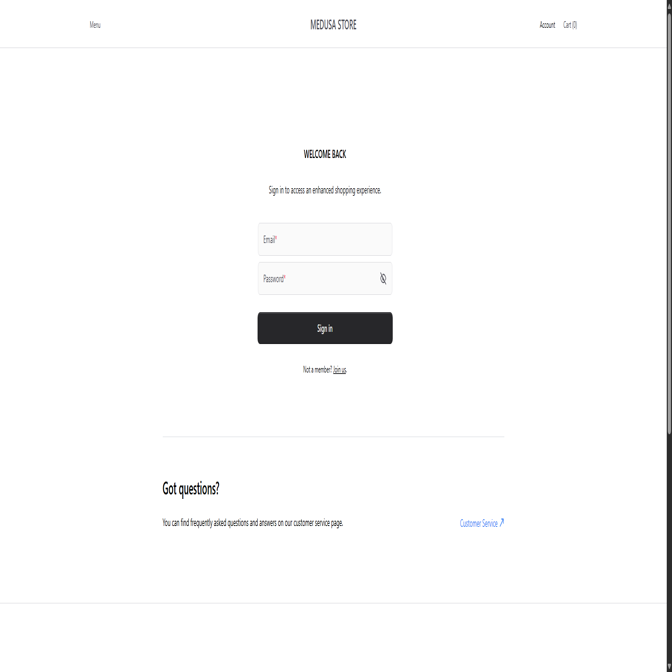 Menu
MEDUSA STORE
Account
Cart (0)
WELCOME BACK
Sign in to access an enhanced shopping experience.
Email*
Password*
Sign in
Not a member? Join us.
Got questions?
You can find frequently asked questions and answers on our customer service page.
Customer Service